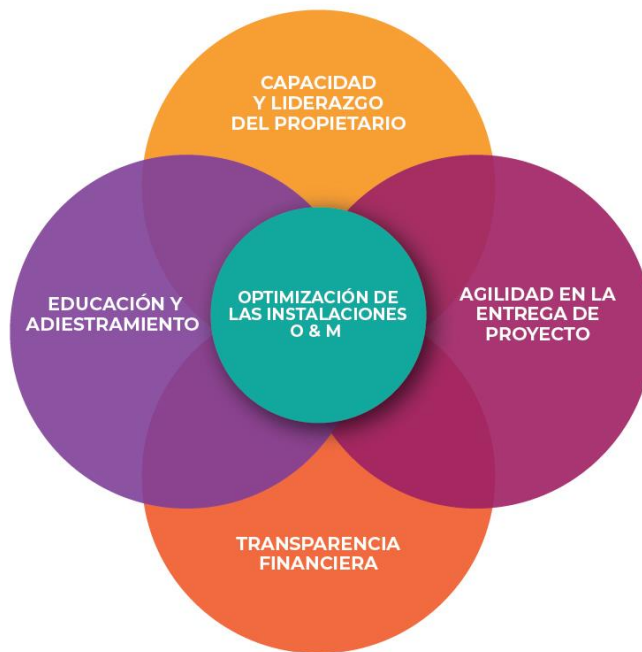 CAPACIDAD
Y LIDERAZGO
DEL PROPIETARIO
EDUCACIÓN Y
ADIESTRAMIENTO
OPTIMIZACIÓN DE
LAS INSTALACIONES
O & M
AGILIDAD EN LA
ENTREGA DE
PROYECTO
TRANSPARENCIA
FINANCIERA